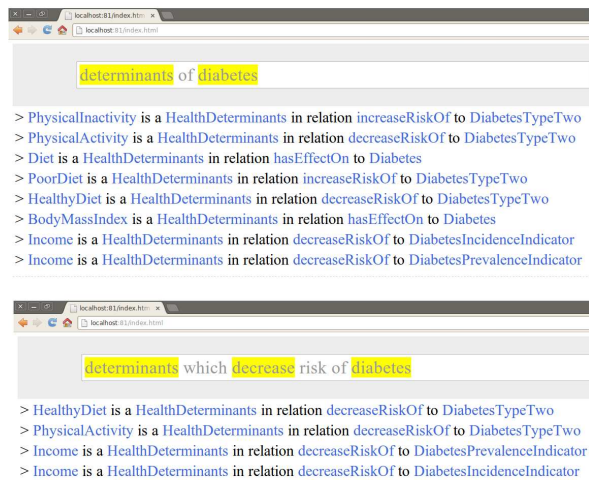 localhost:81/index.htm
localhost:81/index.html
determinants of diabetes
> PhysicalInactivity is a HealthDeterminants in relation increaseRiskOf to DiabetesTypeTwo
> PhysicalActivity is a HealthDeterminants in relation decreaseRiskOf to DiabetesTypeTwo
> Diet is a HealthDeterminants in relation hasEffectOn to Diabetes
> PoorDiet is a HealthDeterminants in relation increaseRiskOf to DiabetesTypeTwo
> HealthyDiet is a HealthDeterminants in relation decreaseRiskOf to DiabetesTypeTwo
> BodyMassIndex is a HealthDeterminants in relation hasEffectOn to Diabetes
> Income is a HealthDeterminants in relation decreaseRiskOf to DiabetesIncidenceIndicator
> Income is a HealthDeterminants in relation decreaseRiskOf to DiabetesPrevalenceIndicator
localhost:81/index.htm
localhost:81/index.html
determinants which decrease risk of diabetes
> HealthyDiet is a HealthDeterminants in relation decreaseRiskOf to DiabetesTypeTwo
> PhysicalActivity is a HealthDeterminants in relation decreaseRiskOf to DiabetesTypeTwo
> Income is a HealthDeterminants in relation decreaseRiskOf to DiabetesPrevalenceIndicator
> Income is a HealthDeterminants in relation decreaseRiskOf to DiabetesIncidenceIndicator